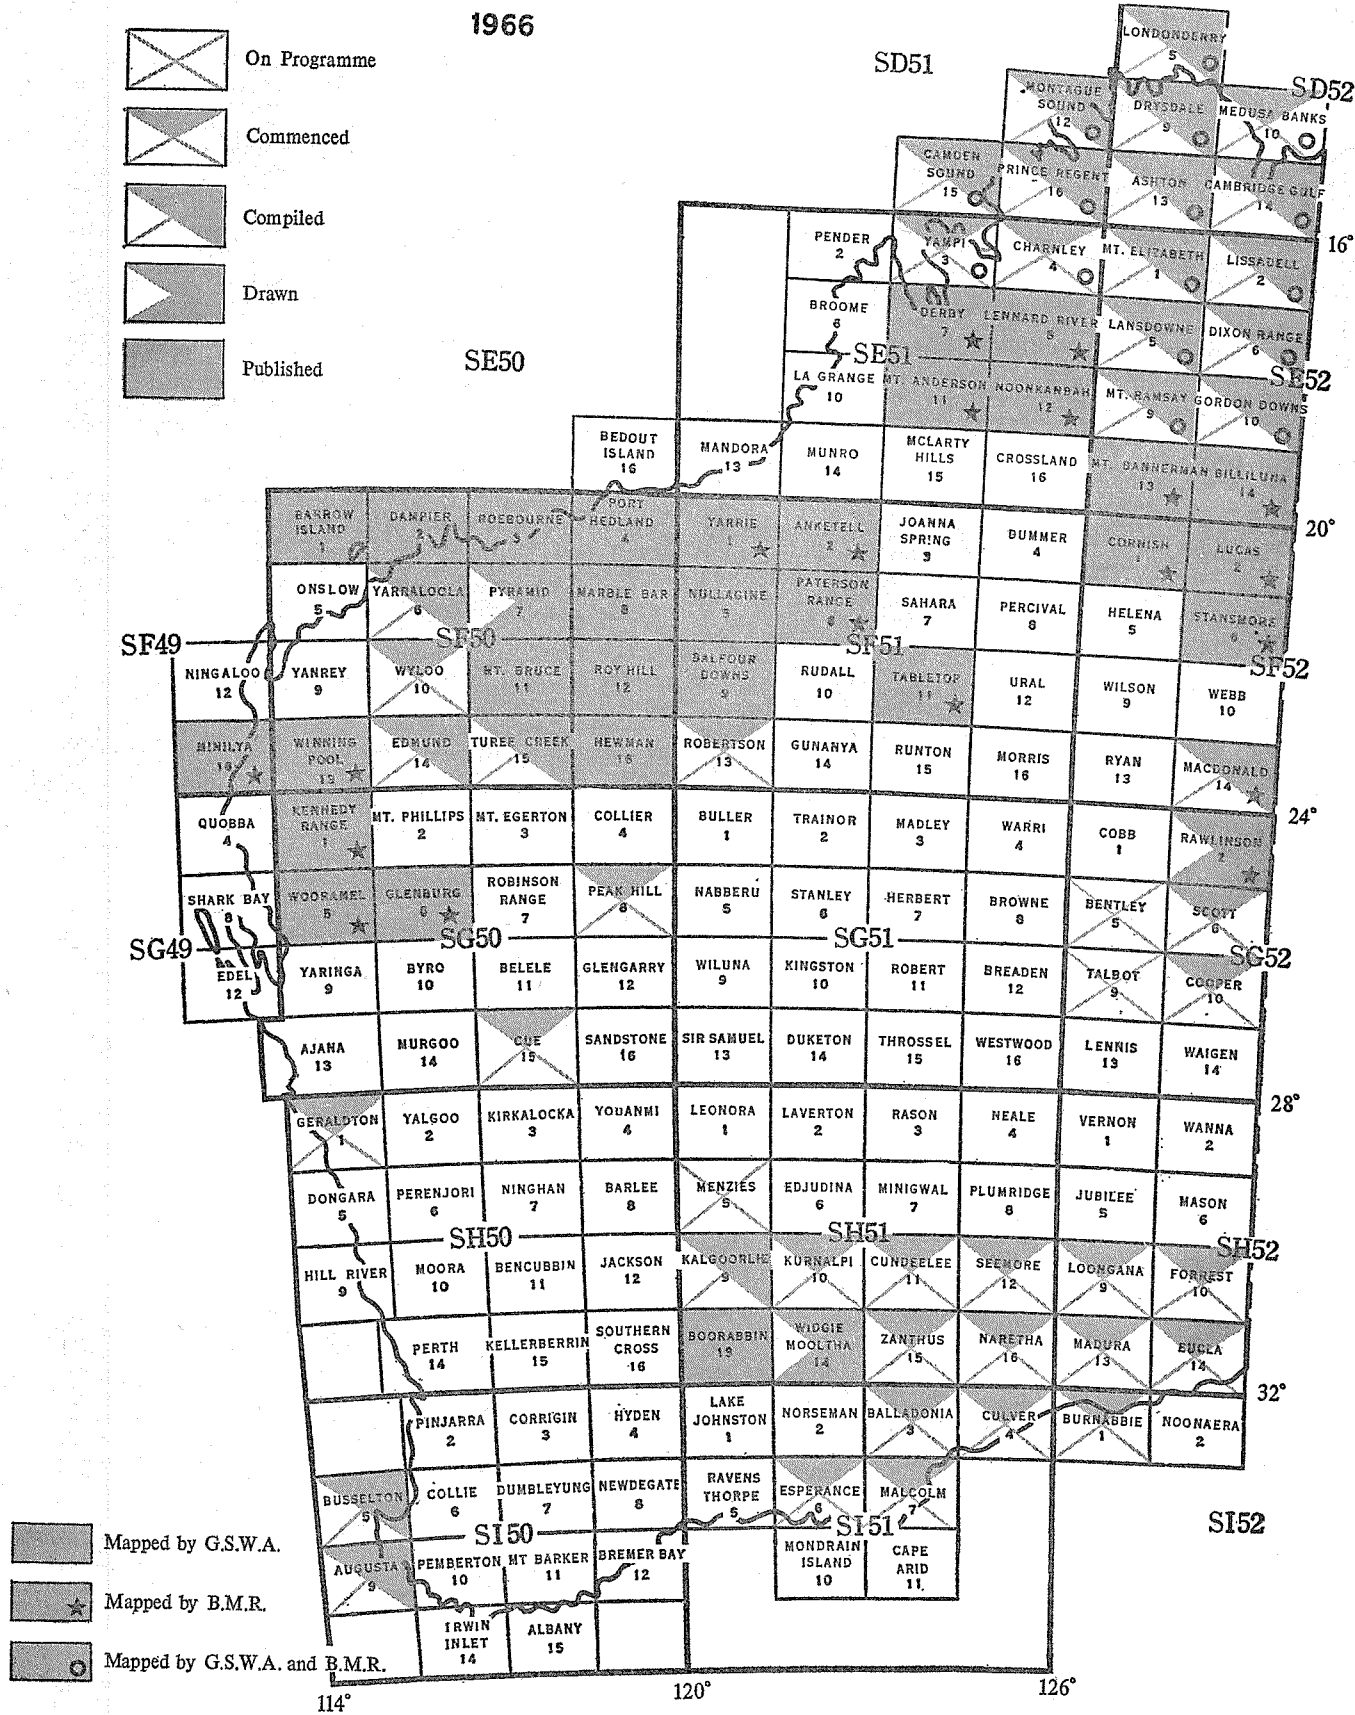 1966
On Programme
Commenced
Compiled
Drawn
Published
SD51
SD52
SE50
SE51
SE52
LONDONDERRY
5
MONTAGUE
SOUND
12
DRYSDALE
9
MEDUSA BANKS
10
CAMDEN
SOUND
15
PRINCE REGENT
16
ASHTON
13
CAMBRIDGE GULF
14
16°
PENDER
2
YAMPI
3
CHARNLEY
4
MT. ELIZABETH
1
LISSADELL
2
BROOME
6
DERBY
7
LENNARD RIVER
8
LANSDOWNE
5
DIXON RANGE
6
LA GRANGE
10
MT. ANDERSON
11
NOONKANBAH
12
MT. RAMSAY
9
GORDON DOWNS
10
BEDOUT
ISLAND
16
MANDORA
13
MUNRO
14
MCLARTY
HILLS
15
CROSSLAND
16
MT. BANNERMAN
13
BILLILUNA
14
BARROW
ISLAND
1
DAMPIER
2
ROEBOURNE
3
PORT
HEDLAND
4
YARRIE
1
ANKETELL
2
JOANNA
SPRING
3
DUMMER
4
CORNISH
1
LUCAS
2
20°
ONSLOW
5
YARRALOOLA
6
PYRAMID
7
MARBLE BAR
8
NULLAGINE
5
PATERSON
RANGE
6
SAHARA
7
PERCIVAL
8
HELENA
5
STANSMORE
6
SF49
SF50
SF51
SF52
NINGALOO
12
YANREY
9
WYLOO
10
MT. BRUCE
11
ROY HILL
12
BALFOUR
DOWNS
9
RUDALL
10
TABLETOP
11
URAL
12
WILSON
9
WEBB
10
MINILYA
16
WINNING
POOL
13
EDMUND
14
TUREE CREEK
15
NEWMAN
16
ROBERTSON
13
GUNANYA
14
RUNTON
15
MORRIS
16
RYAN
13
MACDONALD
14
QUOBBA
4
KENNEDY
RANGE
1
MT. PHILLIPS
2
MT. EGERTON
3
COLLIER
4
BULLER
1
TRAINOR
2
MADLEY
3
WARRI
4
COBB
1
RAWLINSON
2
24°
SHARK BAY
8
WOORAMEL
5
GLENBURG
6
ROBINSON
RANGE
7
PEAK HILL
8
NABBERU
5
STANLEY
6
HERBERT
7
BROWNE
8
BENTLEY
5
SCOTT
6
SG49
SG50
SG51
SG52
EDEL
12
YARINGA
9
BYRO
10
BELELE
11
GLENGARRY
12
WILUNA
9
KINGSTON
10
ROBERT
11
BREADEN
12
TALBOT
9
COOPER
10
AJANA
13
MURGOO
14
CUE
15
SANDSTONE
16
SIR SAMUEL
13
DUKETON
14
THROSSEL
15
WESTWOOD
16
LENNIS
13
WAIGEN
14
28°
GERALDTON
1
YALGOO
2
KIRKALOCKA
3
YOUANMI
4
LEONORA
1
LAVERTON
2
RASON
3
NEALE
4
VERNON
1
WANNA
2
DONGARA
5
PERENJORI
6
NINGHAN
7
BARLEE
8
MENZIES
5
EDJUDINA
6
MINIGWAL
7
PLUMRIDGE
8
JUBILEE
5
MASON
6
SH50
SH51
SH52
HILL RIVER
9
MOORA
10
BENCUBBIN
11
JACKSON
12
KALGOORLIE
9
KURNALPI
10
CUNDEELEE
11
SEEMORE
12
LOONGANA
9
FORREST
10
PERTH
14
KELLERBERRIN
15
SOUTHERN
CROSS
16
BOORABBIN
13
WIDGIE
MOOLTHA
14
ZANTHUS
15
NARETHA
16
MADURA
13
EUCLA
14
32°
PINJARRA
2
CORRIGIN
3
HYDEN
4
LAKE
JOHNSTON
1
NORSEMAN
2
BALLADONIA
3
CULVER
4
BURNABBIE
1
NOONAERA
2
BUSSELTON
5
COLLIE
6
DUMBLEYUNG
7
NEWDEGATE
8
RAVENS
THORPE
5
ESPERANCE
6
MALCOLM
7
SI50
SI51
SI52
AUGUSTA
9
PEMBERTON
10
MT BARKER
11
BREMER BAY
12
MONDRAIN
ISLAND
10
CAPE
ARID
11
IRWIN
INLET
14
ALBANY
15
Mapped by G.S.W.A.
Mapped by B.M.R.
Mapped by G.S.W.A. and B.M.R.
114°
120°
126°